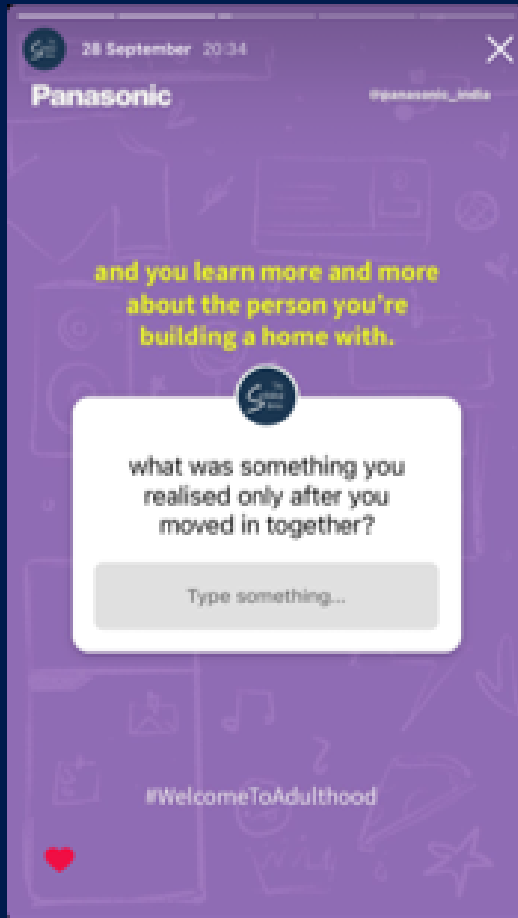 28 September 20:34
Panasonic
@panasonic_india
and you learn more and more
about the person you're
building a home with.
what was something you
realised only after you
moved in together?
Type something...
#WelcomeToAdulthood